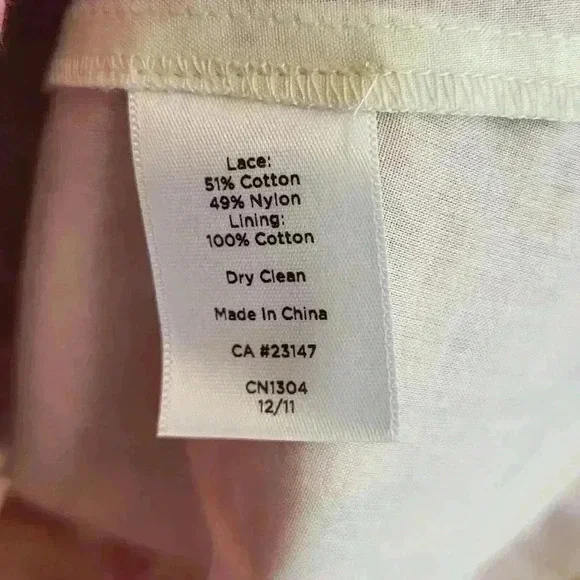 Lace:
51% Cotton
49% Nylon
Lining:
100% Cotton
Dry Clean
Made In China
CA #23147
CN1304
12/11